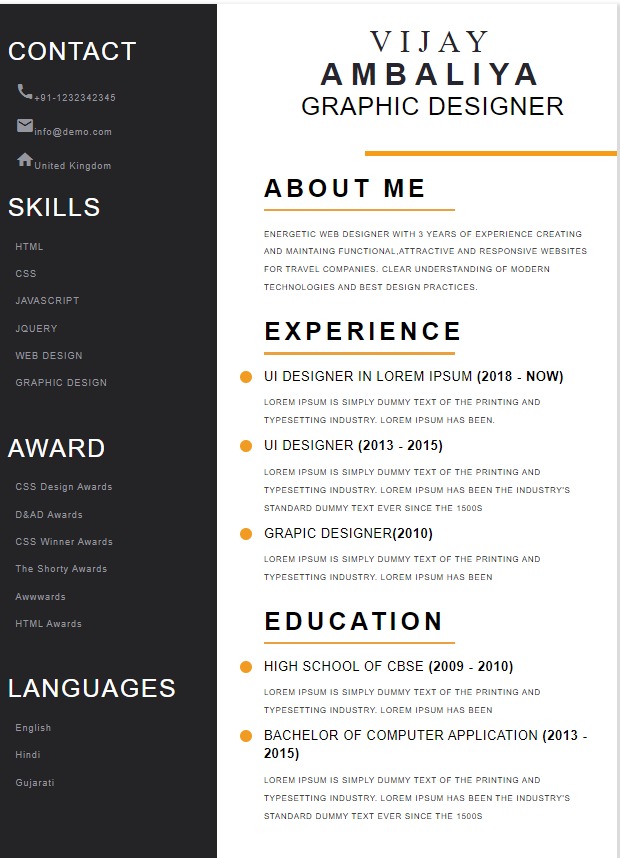 CONTACT
+91-1232342345
info@demo.com
United Kingdom
SKILLS
HTML
CSS
JAVASCRIPT
JQUERY
WEB DESIGN
GRAPHIC DESIGN
AWARD
CSS Design Awards
D&AD Awards
CSS Winner Awards
The Shorty Awards
Awwwards
HTML Awards
LANGUAGES
English
Hindi
Gujarati
VIJAY
AMBALIYA
GRAPHIC DESIGNER
ABOUT ME
ENERGETIC WEB DESIGNER WITH 3 YEARS OF EXPERIENCE CREATING
AND MAINTAING FUNCTIONAL,ATTRACTIVE AND RESPONSIVE WEBSITES
FOR TRAVEL COMPANIES. CLEAR UNDERSTANDING OF MODERN
TECHNOLOGIES AND BEST DESIGN PRACTICES.
EXPERIENCE
UI DESIGNER IN LOREM IPSUM (2018 - NOW)
LOREM IPSUM IS SIMPLY DUMMY TEXT OF THE PRINTING AND
TYPESETTING INDUSTRY. LOREM IPSUM HAS BEEN.
UI DESIGNER (2013 - 2015)
LOREM IPSUM IS SIMPLY DUMMY TEXT OF THE PRINTING AND
TYPESETTING INDUSTRY. LOREM IPSUM HAS BEEN THE INDUSTRY'S
STANDARD DUMMY TEXT EVER SINCE THE 1500S
GRAPIC DESIGNER(2010)
LOREM IPSUM IS SIMPLY DUMMY TEXT OF THE PRINTING AND
TYPESETTING INDUSTRY. LOREM IPSUM HAS BEEN
EDUCATION
HIGH SCHOOL OF CBSE (2009 - 2010)
LOREM IPSUM IS SIMPLY DUMMY TEXT OF THE PRINTING AND
TYPESETTING INDUSTRY. LOREM IPSUM HAS BEEN
BACHELOR OF COMPUTER APPLICATION (2013 -
2015)
LOREM IPSUM IS SIMPLY DUMMY TEXT OF THE PRINTING AND
TYPESETTING INDUSTRY. LOREM IPSUM HAS BEEN THE INDUSTRY'S
STANDARD DUMMY TEXT EVER SINCE THE 1500S